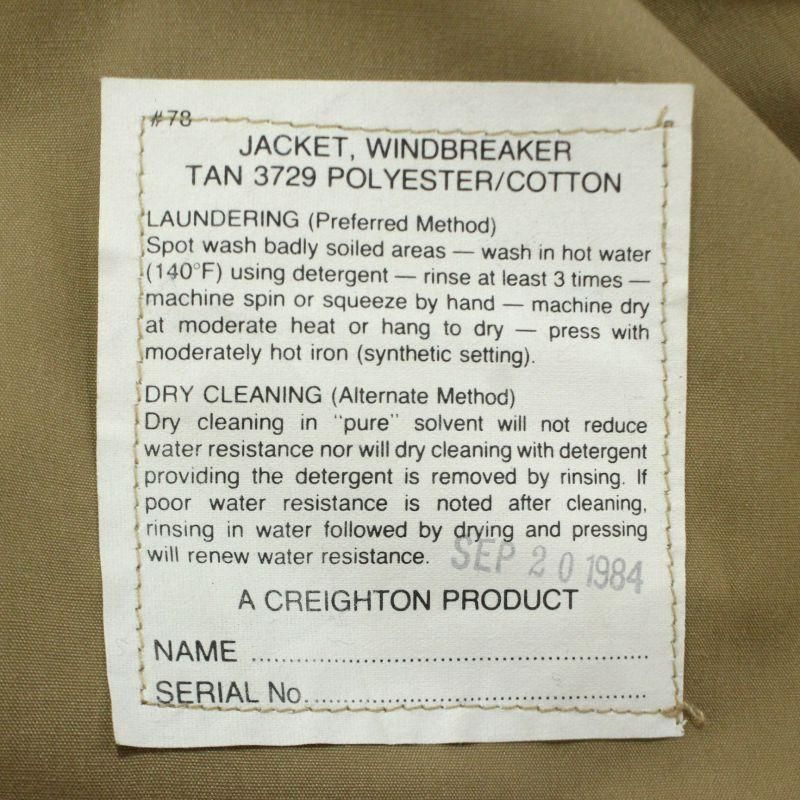 #78
JACKET, WINDBREAKER
TAN 3729 POLYESTER/COTTON
LAUNDERING (Preferred Method)
Spot wash badly soiled areas — wash in hot water
(140°F) using detergent — rinse at least 3 times —
machine spin or squeeze by hand — machine dry
at moderate heat or hang to dry — press with
moderately hot iron (synthetic setting).
DRY CLEANING (Alternate Method)
Dry cleaning in "pure" solvent will not reduce
water resistance nor will dry cleaning with detergent
providing the detergent is removed by rinsing. If
poor water resistance is noted after cleaning,
rinsing in water followed by drying and pressing
will renew water resistance.
SEP 20 1984
A CREIGHTON PRODUCT
NAME ..........................................................
SERIAL No..................................................